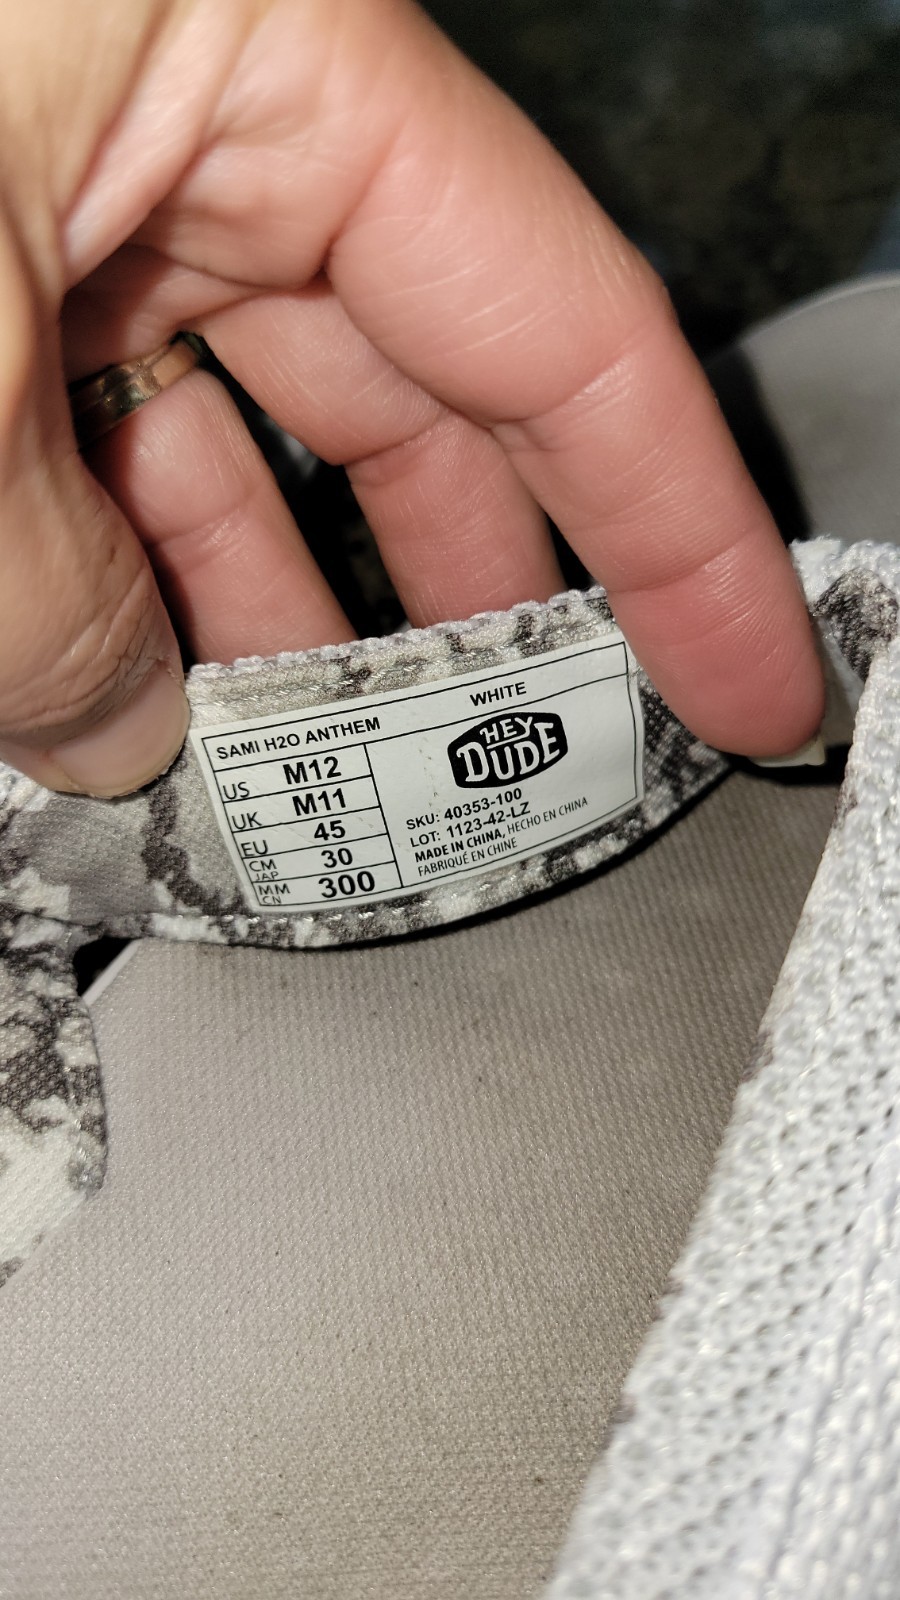 SAMI H2O ANTHEM WHITE
US M12
UK M11
EU 45
CM JAP 30
MM CN 300
HEY
DUDE
SKU: 40353-100
LOT: 1123-42-LZ
MADE IN CHINA, HECHO EN CHINA
FABRIQUÉ EN CHINE